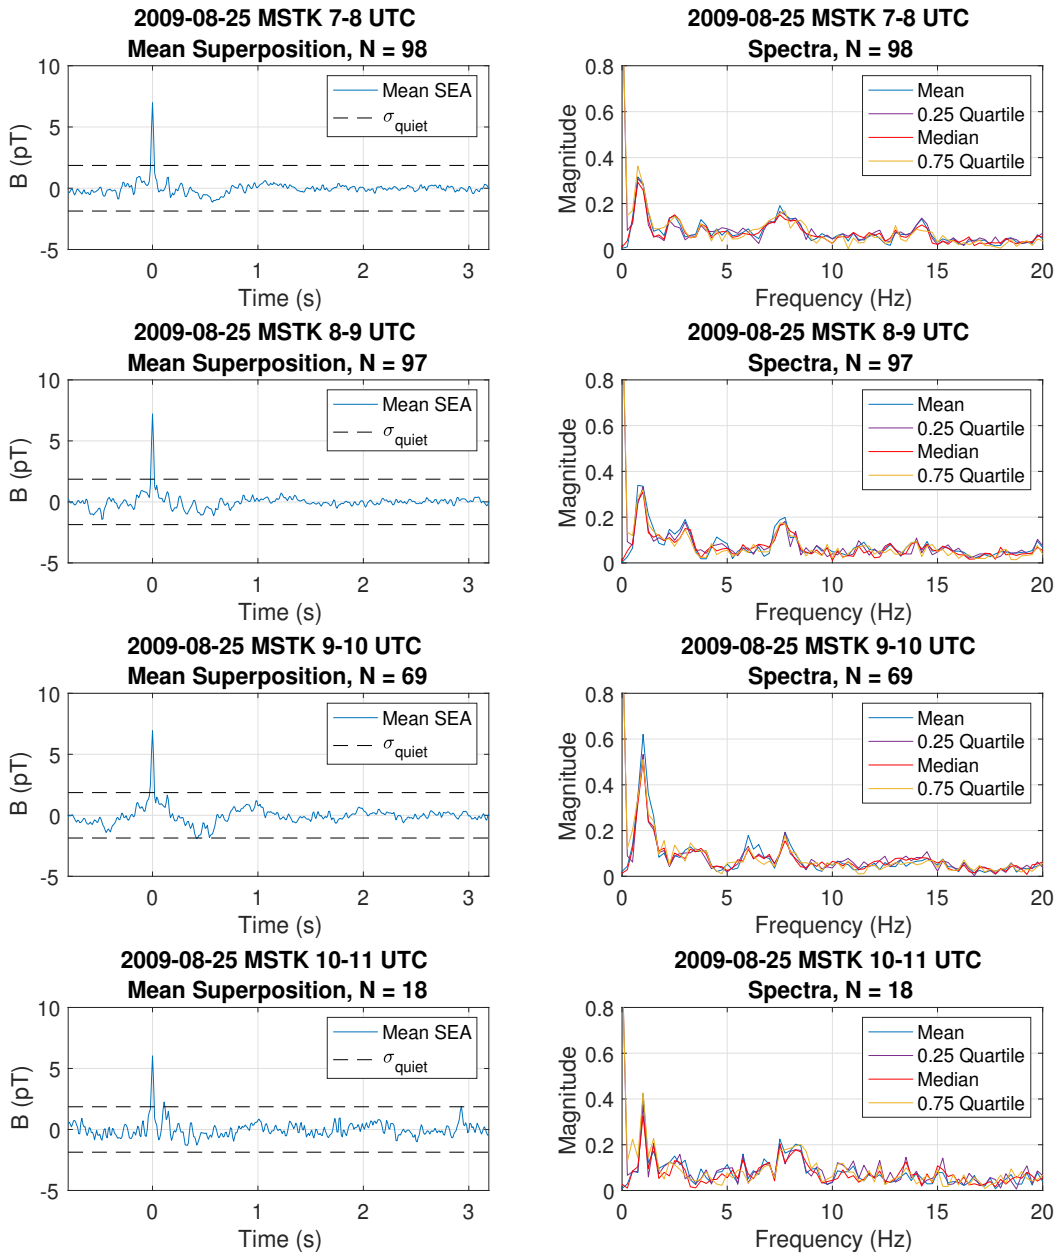 2009-08-25 MSTK 7-8 UTC
Mean Superposition, N = 98
10
5
0
-5
B (pT)
Mean SEA
σquiet
0
1
2
3
Time (s)
2009-08-25 MSTK 7-8 UTC
Spectra, N = 98
0.8
0.6
0.4
0.2
0
Magnitude
Mean
0.25 Quartile
Median
0.75 Quartile
0
5
10
15
20
Frequency (Hz)
2009-08-25 MSTK 8-9 UTC
Mean Superposition, N = 97
10
5
0
-5
B (pT)
Mean SEA
σquiet
0
1
2
3
Time (s)
2009-08-25 MSTK 8-9 UTC
Spectra, N = 97
0.8
0.6
0.4
0.2
0
Magnitude
Mean
0.25 Quartile
Median
0.75 Quartile
0
5
10
15
20
Frequency (Hz)
2009-08-25 MSTK 9-10 UTC
Mean Superposition, N = 69
10
5
0
-5
B (pT)
Mean SEA
σquiet
0
1
2
3
Time (s)
2009-08-25 MSTK 9-10 UTC
Spectra, N = 69
0.8
0.6
0.4
0.2
0
Magnitude
Mean
0.25 Quartile
Median
0.75 Quartile
0
5
10
15
20
Frequency (Hz)
2009-08-25 MSTK 10-11 UTC
Mean Superposition, N = 18
10
5
0
-5
B (pT)
Mean SEA
σquiet
0
1
2
3
Time (s)
2009-08-25 MSTK 10-11 UTC
Spectra, N = 18
0.8
0.6
0.4
0.2
0
Magnitude
Mean
0.25 Quartile
Median
0.75 Quartile
0
5
10
15
20
Frequency (Hz)